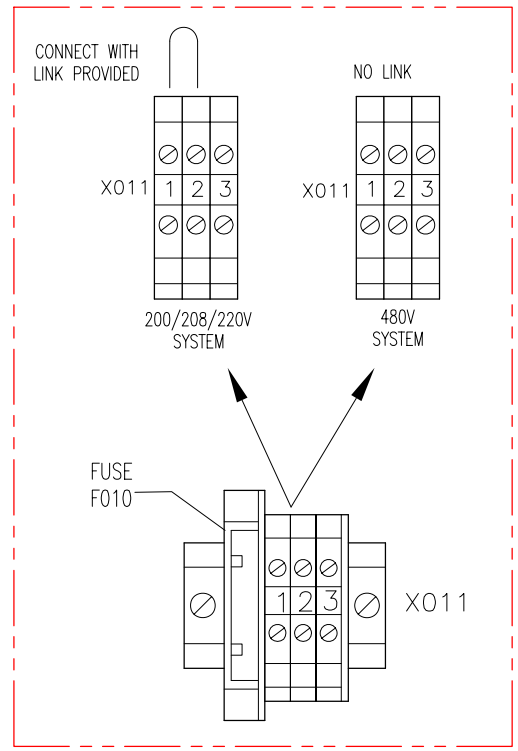 CONNECT WITH
LINK PROVIDED
NO LINK
X011 1 2 3
X011 1 2 3
200/208/220V
SYSTEM
480V
SYSTEM
FUSE
F010
1 2 3 X011